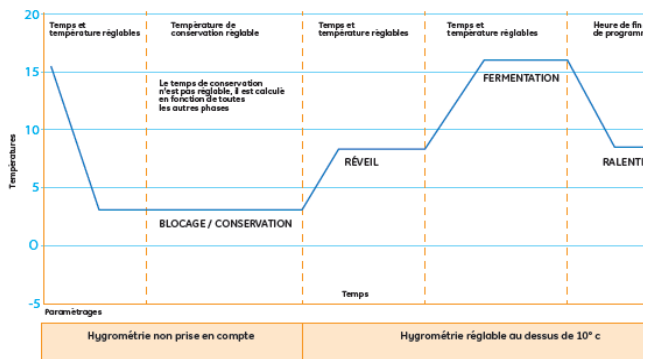 20
15
10
5
0
-5
Températures
Temps et
température réglables
Température de
conservation réglable
Temps et
température réglables
Temps et
température réglables
Heure de fin
de programm
Le temps de conservation
n'est pas réglable, il est calculé
en fonction de toutes
les autres phases
FERMENTATION
RÉVEIL
RALENTI
BLOCAGE / CONSERVATION
Temps
Paramétrages
Hygrométrie non prise en compte
Hygrométrie réglable au dessus de 10° c